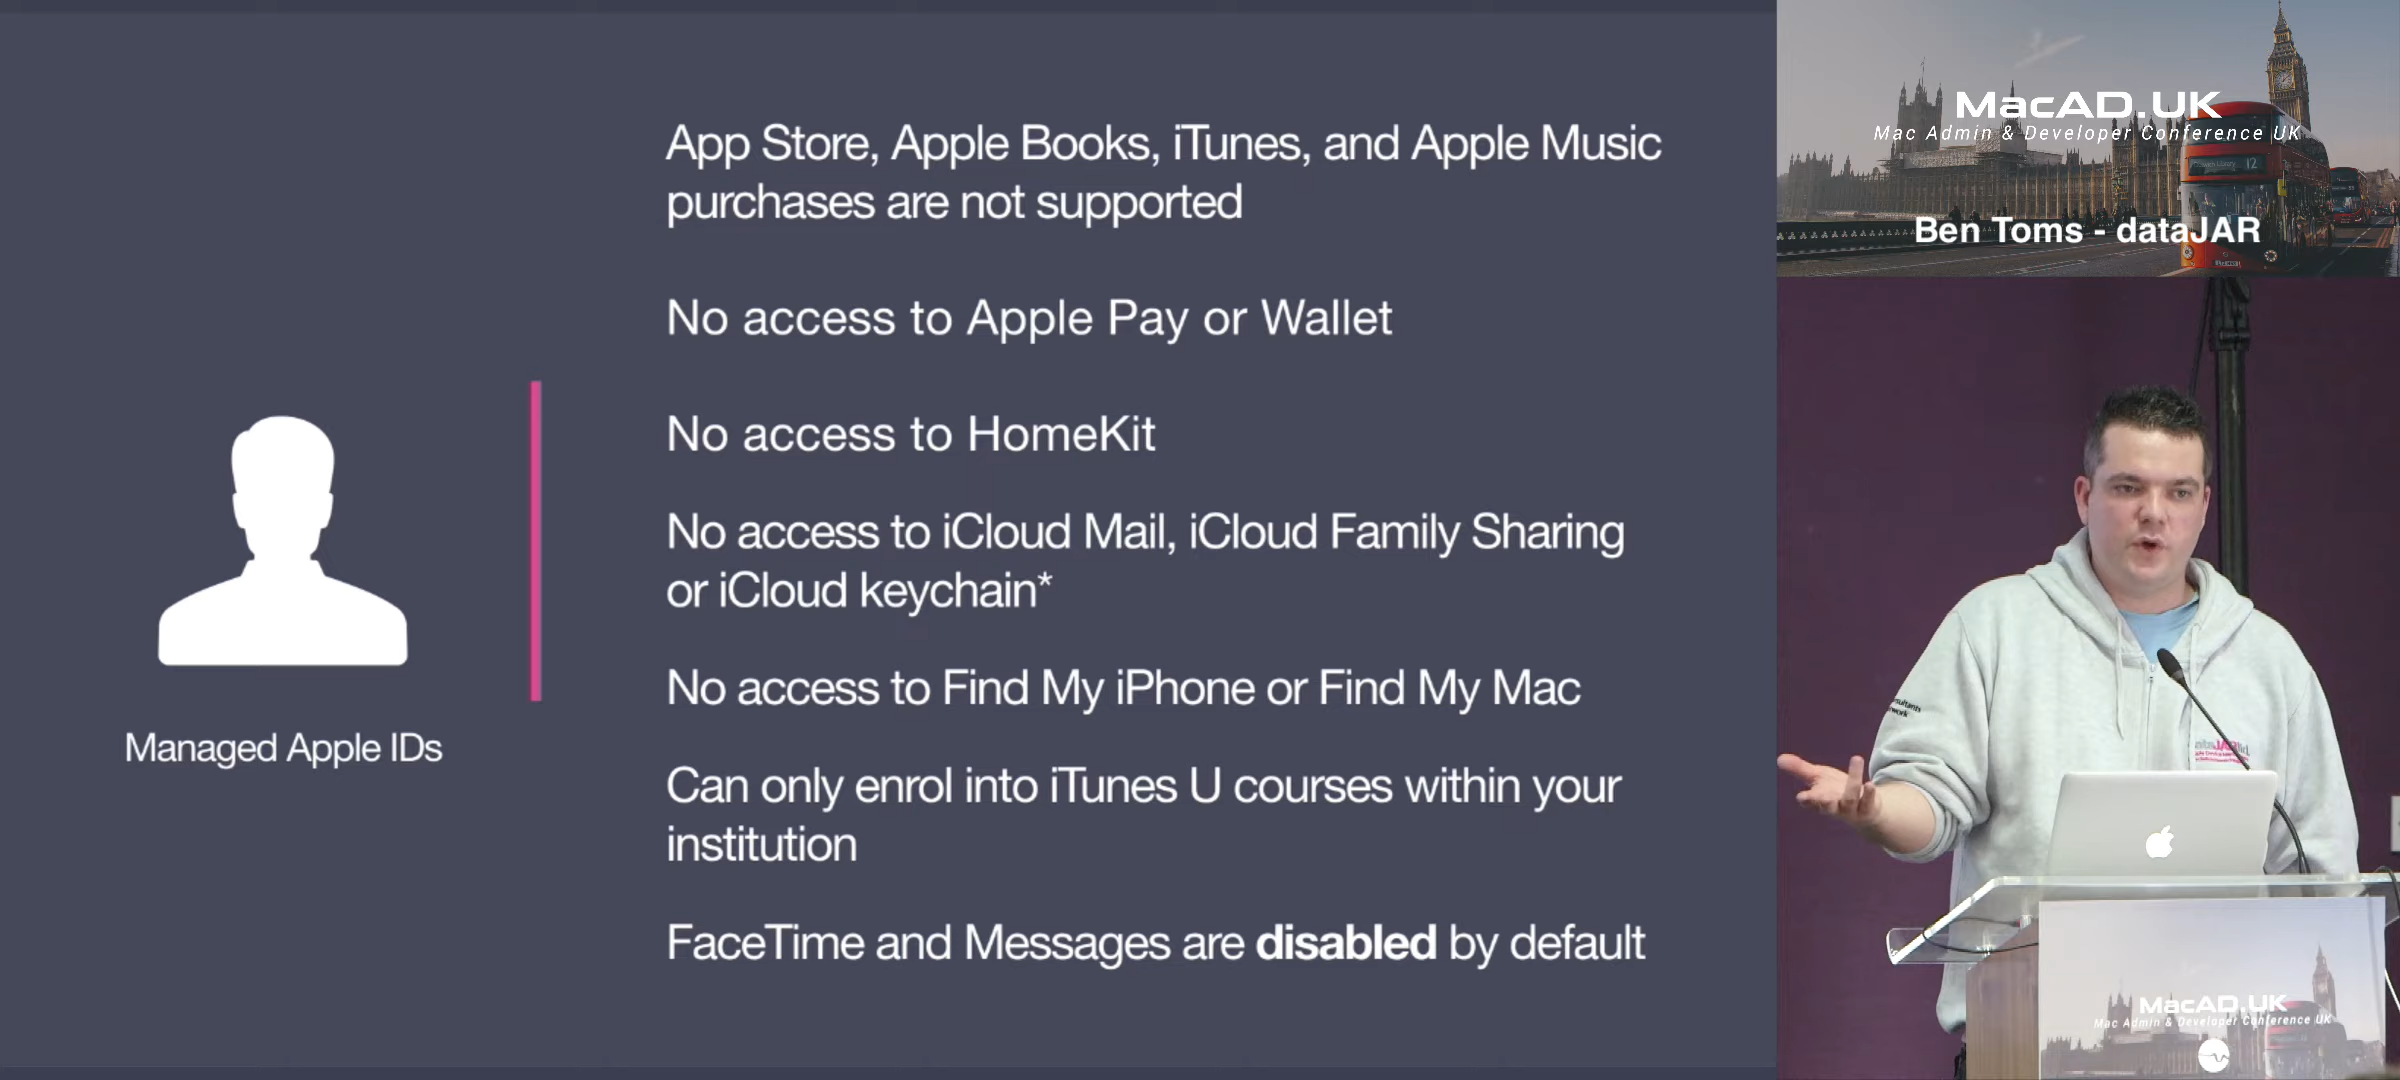 App Store, Apple Books, iTunes, and Apple Music
purchases are not supported
No access to Apple Pay or Wallet
No access to HomeKit
No access to iCloud Mail, iCloud Family Sharing
or iCloud keychain*
No access to Find My iPhone or Find My Mac
Can only enrol into iTunes U courses within your
institution
FaceTime and Messages are disabled by default
Managed Apple IDs
MacAD.UK
Mac Admin & Developer Conference UK
12
Ben Toms - dataJAR
MacAD.UK
Mac Admin & Developer Conference UK